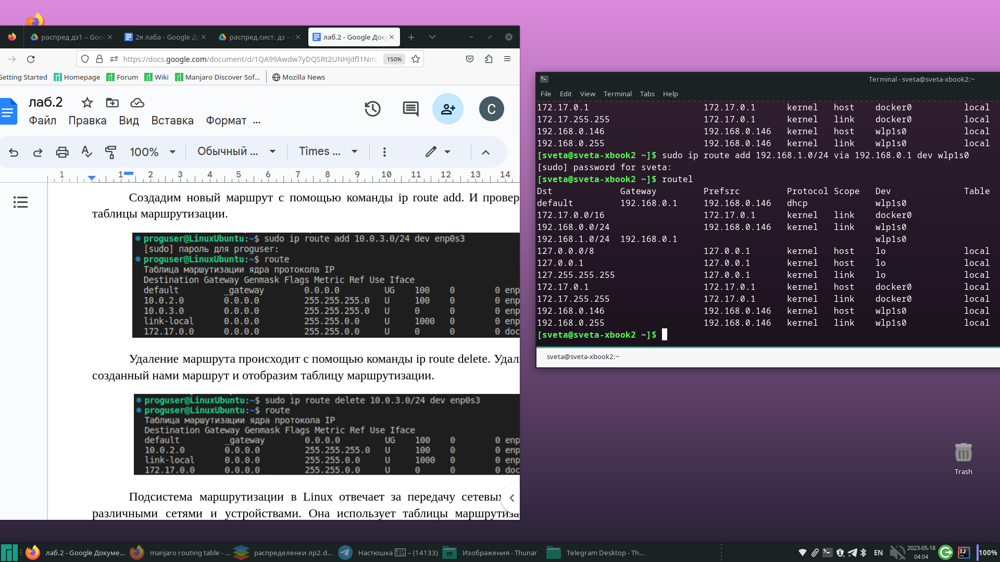 распред дз1 – Goog
2я лаба - Google До
распред.сист. дз –
лаб.2 - Google Доку
https://docs.google.com/document/d/1QA99Awdw7yDQSRt2UNHjdfI1Nmy
150%
Getting Started
Homepage
Forum
Wiki
Manjaro Discover Sof...
Mozilla News
лаб.2
С
Файл Правка Вид Вставка Формат ...
100% Обычный ... Times ...
1 1 2 3 4 5 6 7 8 9 10 11 12 13 14
Создадим новый маршрут с помощью команды ip route add. И провер
таблицы маршрутизации.
proguser@LinuxUbuntu:~$ sudo ip route add 10.0.3.0/24 dev enp0s3
[sudo] пароль для proguser:
proguser@LinuxUbuntu:~$ route
Таблица маршутизации ядра протокола IP
Destination Gateway Genmask Flags Metric Ref Use Iface
default _gateway 0.0.0.0 UG 100 0 0 enp
10.0.2.0 0.0.0.0 255.255.255.0 U 100 0 0 enp
10.0.3.0 0.0.0.0 255.255.255.0 U 0 0 0 enp
link-local 0.0.0.0 255.255.0.0 U 1000 0 0 enp
172.17.0.0 0.0.0.0 255.255.0.0 U 0 0 0 doc
Удаление маршрута происходит с помощью команды ip route delete. Удал
созданный нами маршрут и отобразим таблицу маршрутизации.
proguser@LinuxUbuntu:~$ sudo ip route delete 10.0.3.0/24 dev enp0s3
proguser@LinuxUbuntu:~$ route
Таблица маршутизации ядра протокола IP
Destination Gateway Genmask Flags Metric Ref Use Iface
default _gateway 0.0.0.0 UG 100 0 0 enp
10.0.2.0 0.0.0.0 255.255.255.0 U 100 0 0 enp
link-local 0.0.0.0 255.255.0.0 U 1000 0 0 enp
172.17.0.0 0.0.0.0 255.255.0.0 U 0 0 0 doc
Подсистема маршрутизации в Linux отвечает за передачу сетевых
различными сетями и устройствами. Она использует таблицы маршрутиза
Terminal - sveta@sveta-xbook2:~
File Edit View Terminal Tabs Help
172.17.0.1 172.17.0.1 kernel host docker0 local
172.17.255.255 172.17.0.1 kernel link docker0 local
192.168.0.146 192.168.0.146 kernel host wlp1s0 local
192.168.0.255 192.168.0.146 kernel link wlp1s0 local
[sveta@sveta-xbook2 ~]$ sudo ip route add 192.168.1.0/24 via 192.168.0.1 dev wlp1s0
[sudo] password for sveta:
[sveta@sveta-xbook2 ~]$ routel
Dst Gateway Prefsrc Protocol Scope Dev Table
default 192.168.0.1 192.168.0.146 dhcp wlp1s0
172.17.0.0/16 172.17.0.1 kernel link docker0
192.168.0.0/24 192.168.0.146 kernel link wlp1s0
192.168.1.0/24 192.168.0.1 wlp1s0
127.0.0.0/8 127.0.0.1 kernel host lo local
127.0.0.1 127.0.0.1 kernel host lo local
127.255.255.255 127.0.0.1 kernel link lo local
172.17.0.1 172.17.0.1 kernel host docker0 local
172.17.255.255 172.17.0.1 kernel link docker0 local
192.168.0.146 192.168.0.146 kernel host wlp1s0 local
192.168.0.255 192.168.0.146 kernel link wlp1s0 local
[sveta@sveta-xbook2 ~]$
sveta@sveta-xbook2:~
Trash
лаб.2 - Google Докуме...
manjaro routing table - ...
распределенки лр2.d...
Настюшка – (14133)
Изображения - Thunar
Telegram Desktop - Th...
EN
2023-05-18
04:04
IJ
100%